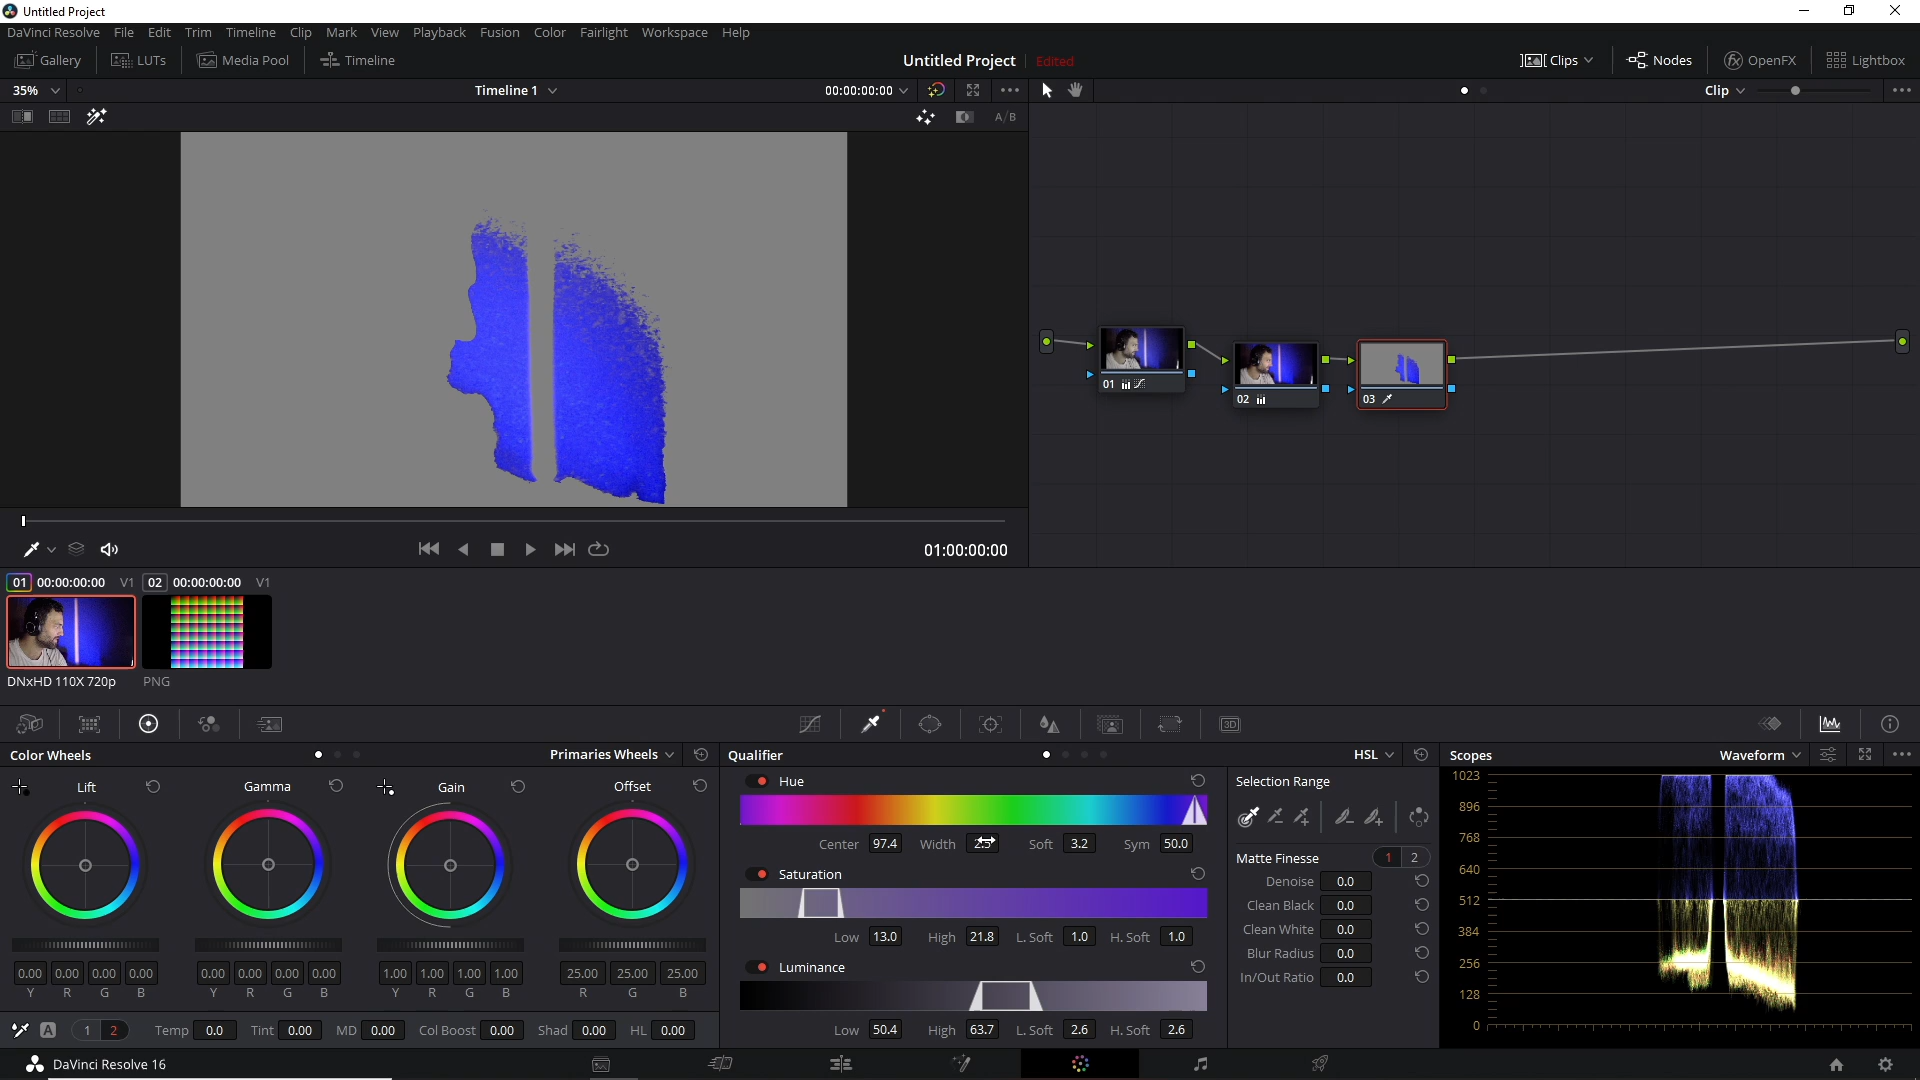 Untitled Project
DaVinci Resolve File Edit Trim Timeline Clip Mark View Playback Fusion Color Fairlight Workspace Help
Gallery LUTs Media Pool Timeline Untitled Project Edited Clips Nodes OpenFX Lightbox
35% Timeline 1 00:00:00:00 Clip
A/B
01 02 03
01:00:00:00
01 00:00:00:00 V1 02 00:00:00:00 V1
DNxHD 110X 720p PNG
3D
Color Wheels Primaries Wheels Qualifier HSL Scopes Waveform
Lift Gamma Gain Offset
0.00 0.00 0.00 0.00 0.00 0.00 0.00 0.00 1.00 1.00 1.00 1.00 25.00 25.00 25.00
Y R G B Y R G B Y R G B R G B
A 1 2 Temp 0.0 Tint 0.00 MD 0.00 Col Boost 0.00 Shad 0.00 HL 0.00
Hue
Center 97.4 Width Soft 3.2 Sym 50.0
Saturation
Low 13.0 High 21.8 L. Soft 1.0 H. Soft 1.0
Luminance
Low 50.4 High 63.7 L. Soft 2.6 H. Soft 2.6
Selection Range
Matte Finesse 1 2
Denoise 0.0
Clean Black 0.0
Clean White 0.0
Blur Radius 0.0
In/Out Ratio 0.0
1023
896
768
640
512
384
256
128
0
DaVinci Resolve 16